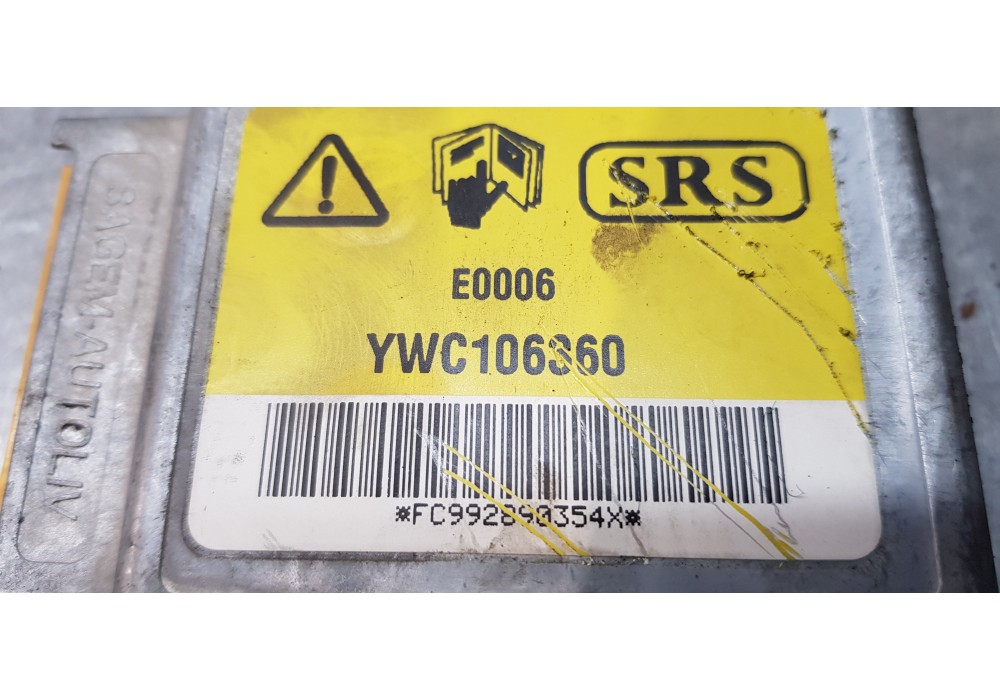 SAGEM-AUTOLIV
SRS
E0006
YWC106360
*FC992890354X*